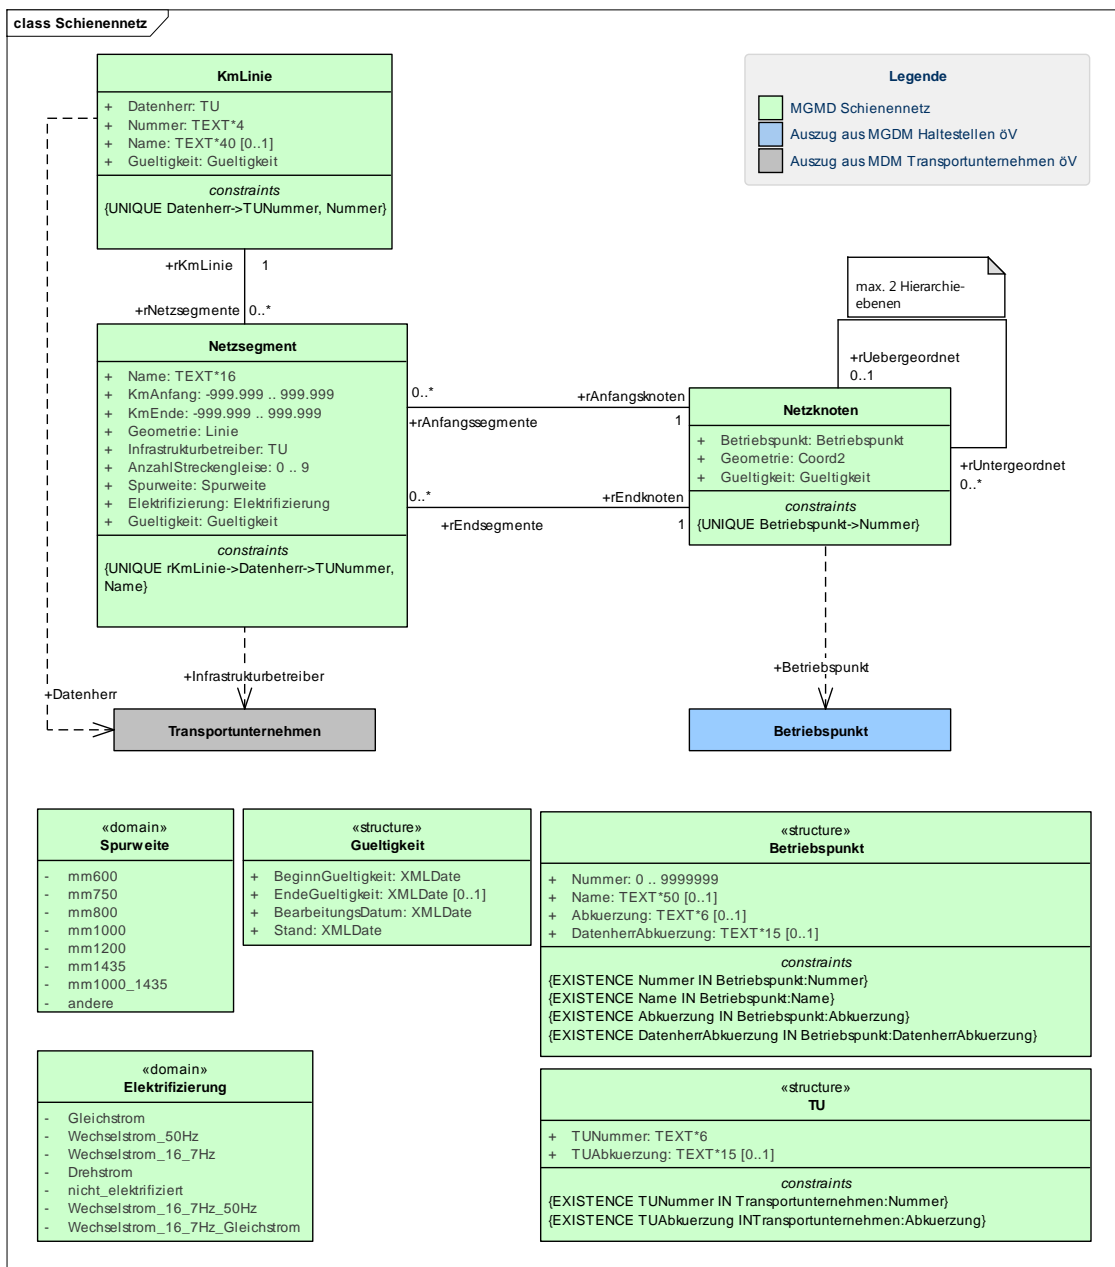 class Schienennetz
KmLinie
+ Datenherr: TU
+ Nummer: TEXT*4
+ Name: TEXT*40 [0..1]
+ Gueltigkeit: Gueltigkeit
constraints
{UNIQUE Datenherr->TUNummer, Nummer}
Legende
MGMD Schienennetz
Auszug aus MGDM Haltestellen öV
Auszug aus MDM Transportunternehmen öV
+rKmLinie 1
+rNetzsegmente 0..*
max. 2 Hierarchie-
ebenen
+rUebergeordnet
0..1
Netzsegment
+ Name: TEXT*16
+ KmAnfang: -999.999 .. 999.999
+ KmEnde: -999.999 .. 999.999
+ Geometrie: Linie
+ Infrastrukturbetreiber: TU
+ AnzahlStreckengleise: 0 .. 9
+ Spurweite: Spurweite
+ Elektrifizierung: Elektrifizierung
+ Gueltigkeit: Gueltigkeit
constraints
{UNIQUE rKmLinie->Datenherr->TUNummer,
Name}
0..* +rAnfangsknoten
+rAnfangssegmente 1
0..* +rEndknoten
+rEndsegmente 1
Netzknoten
+ Betriebspunkt: Betriebspunkt
+ Geometrie: Coord2
+ Gueltigkeit: Gueltigkeit
constraints
{UNIQUE Betriebspunkt->Nummer}
+rUntergeordnet
0..*
+Infrastrukturbetreiber
+Datenherr
+Betriebspunkt
Transportunternehmen
Betriebspunkt
«domain»
Spurweite
- mm600
- mm750
- mm800
- mm1000
- mm1200
- mm1435
- mm1000_1435
- andere
«structure»
Gueltigkeit
+ BeginnGueltigkeit: XMLDate
+ EndeGueltigkeit: XMLDate [0..1]
+ BearbeitungsDatum: XMLDate
+ Stand: XMLDate
«structure»
Betriebspunkt
+ Nummer: 0 .. 9999999
+ Name: TEXT*50 [0..1]
+ Abkuerzung: TEXT*6 [0..1]
+ DatenherrAbkuerzung: TEXT*15 [0..1]
constraints
{EXISTENCE Nummer IN Betriebspunkt:Nummer}
{EXISTENCE Name IN Betriebspunkt:Name}
{EXISTENCE Abkuerzung IN Betriebspunkt:Abkuerzung}
{EXISTENCE DatenherrAbkuerzung IN Betriebspunkt:DatenherrAbkuerzung}
«domain»
Elektrifizierung
- Gleichstrom
- Wechselstrom_50Hz
- Wechselstrom_16_7Hz
- Drehstrom
- nicht_elektrifiziert
- Wechselstrom_16_7Hz_50Hz
- Wechselstrom_16_7Hz_Gleichstrom
«structure»
TU
+ TUNummer: TEXT*6
+ TUAbkuerzung: TEXT*15 [0..1]
constraints
{EXISTENCE TUNummer IN Transportunternehmen:Nummer}
{EXISTENCE TUAbkuerzung INTransportunternehmen:Abkuerzung}